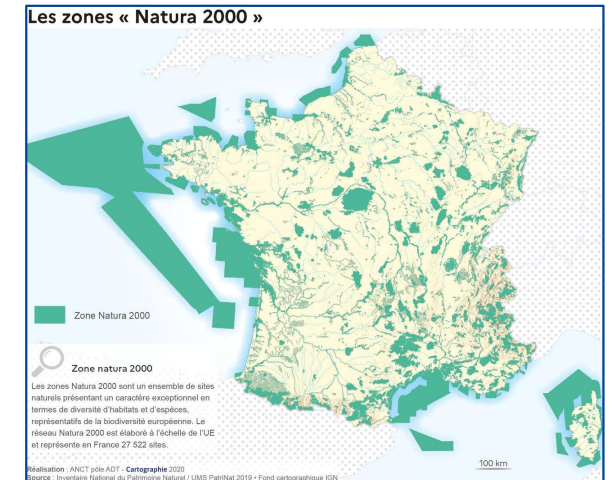 Les zones « Natura 2000 »
Zone Natura 2000
Zone natura 2000
Les zones Natura 2000 sont un ensemble de sites
naturels présentant un caractère exceptionnel en
termes de diversité d'habitats et d'espèces,
représentatifs de la biodiversité européenne. Le
réseau Natura 2000 est élaboré à l'échelle de l'UE
et représente en France 27 522 sites.
100 km
Réalisation : ANCT pôle ADT - Cartographie 2020
Source : Inventaire National du Patrimoine Naturel / UMS PatriNat 2019 • Fond cartographique IGN